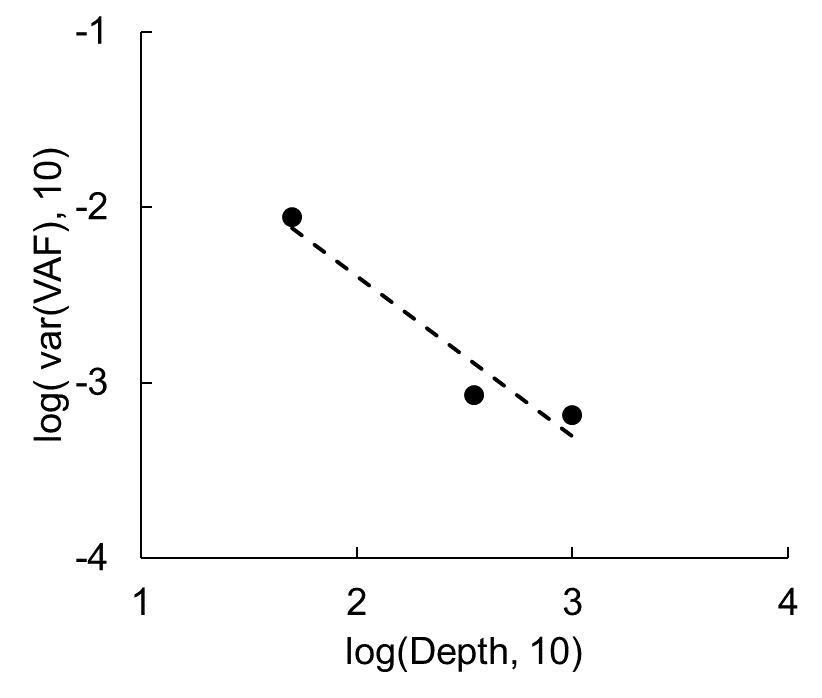 -1
-2
-3
-4
log( var(VAF), 10)
1 2 3 4
log(Depth, 10)